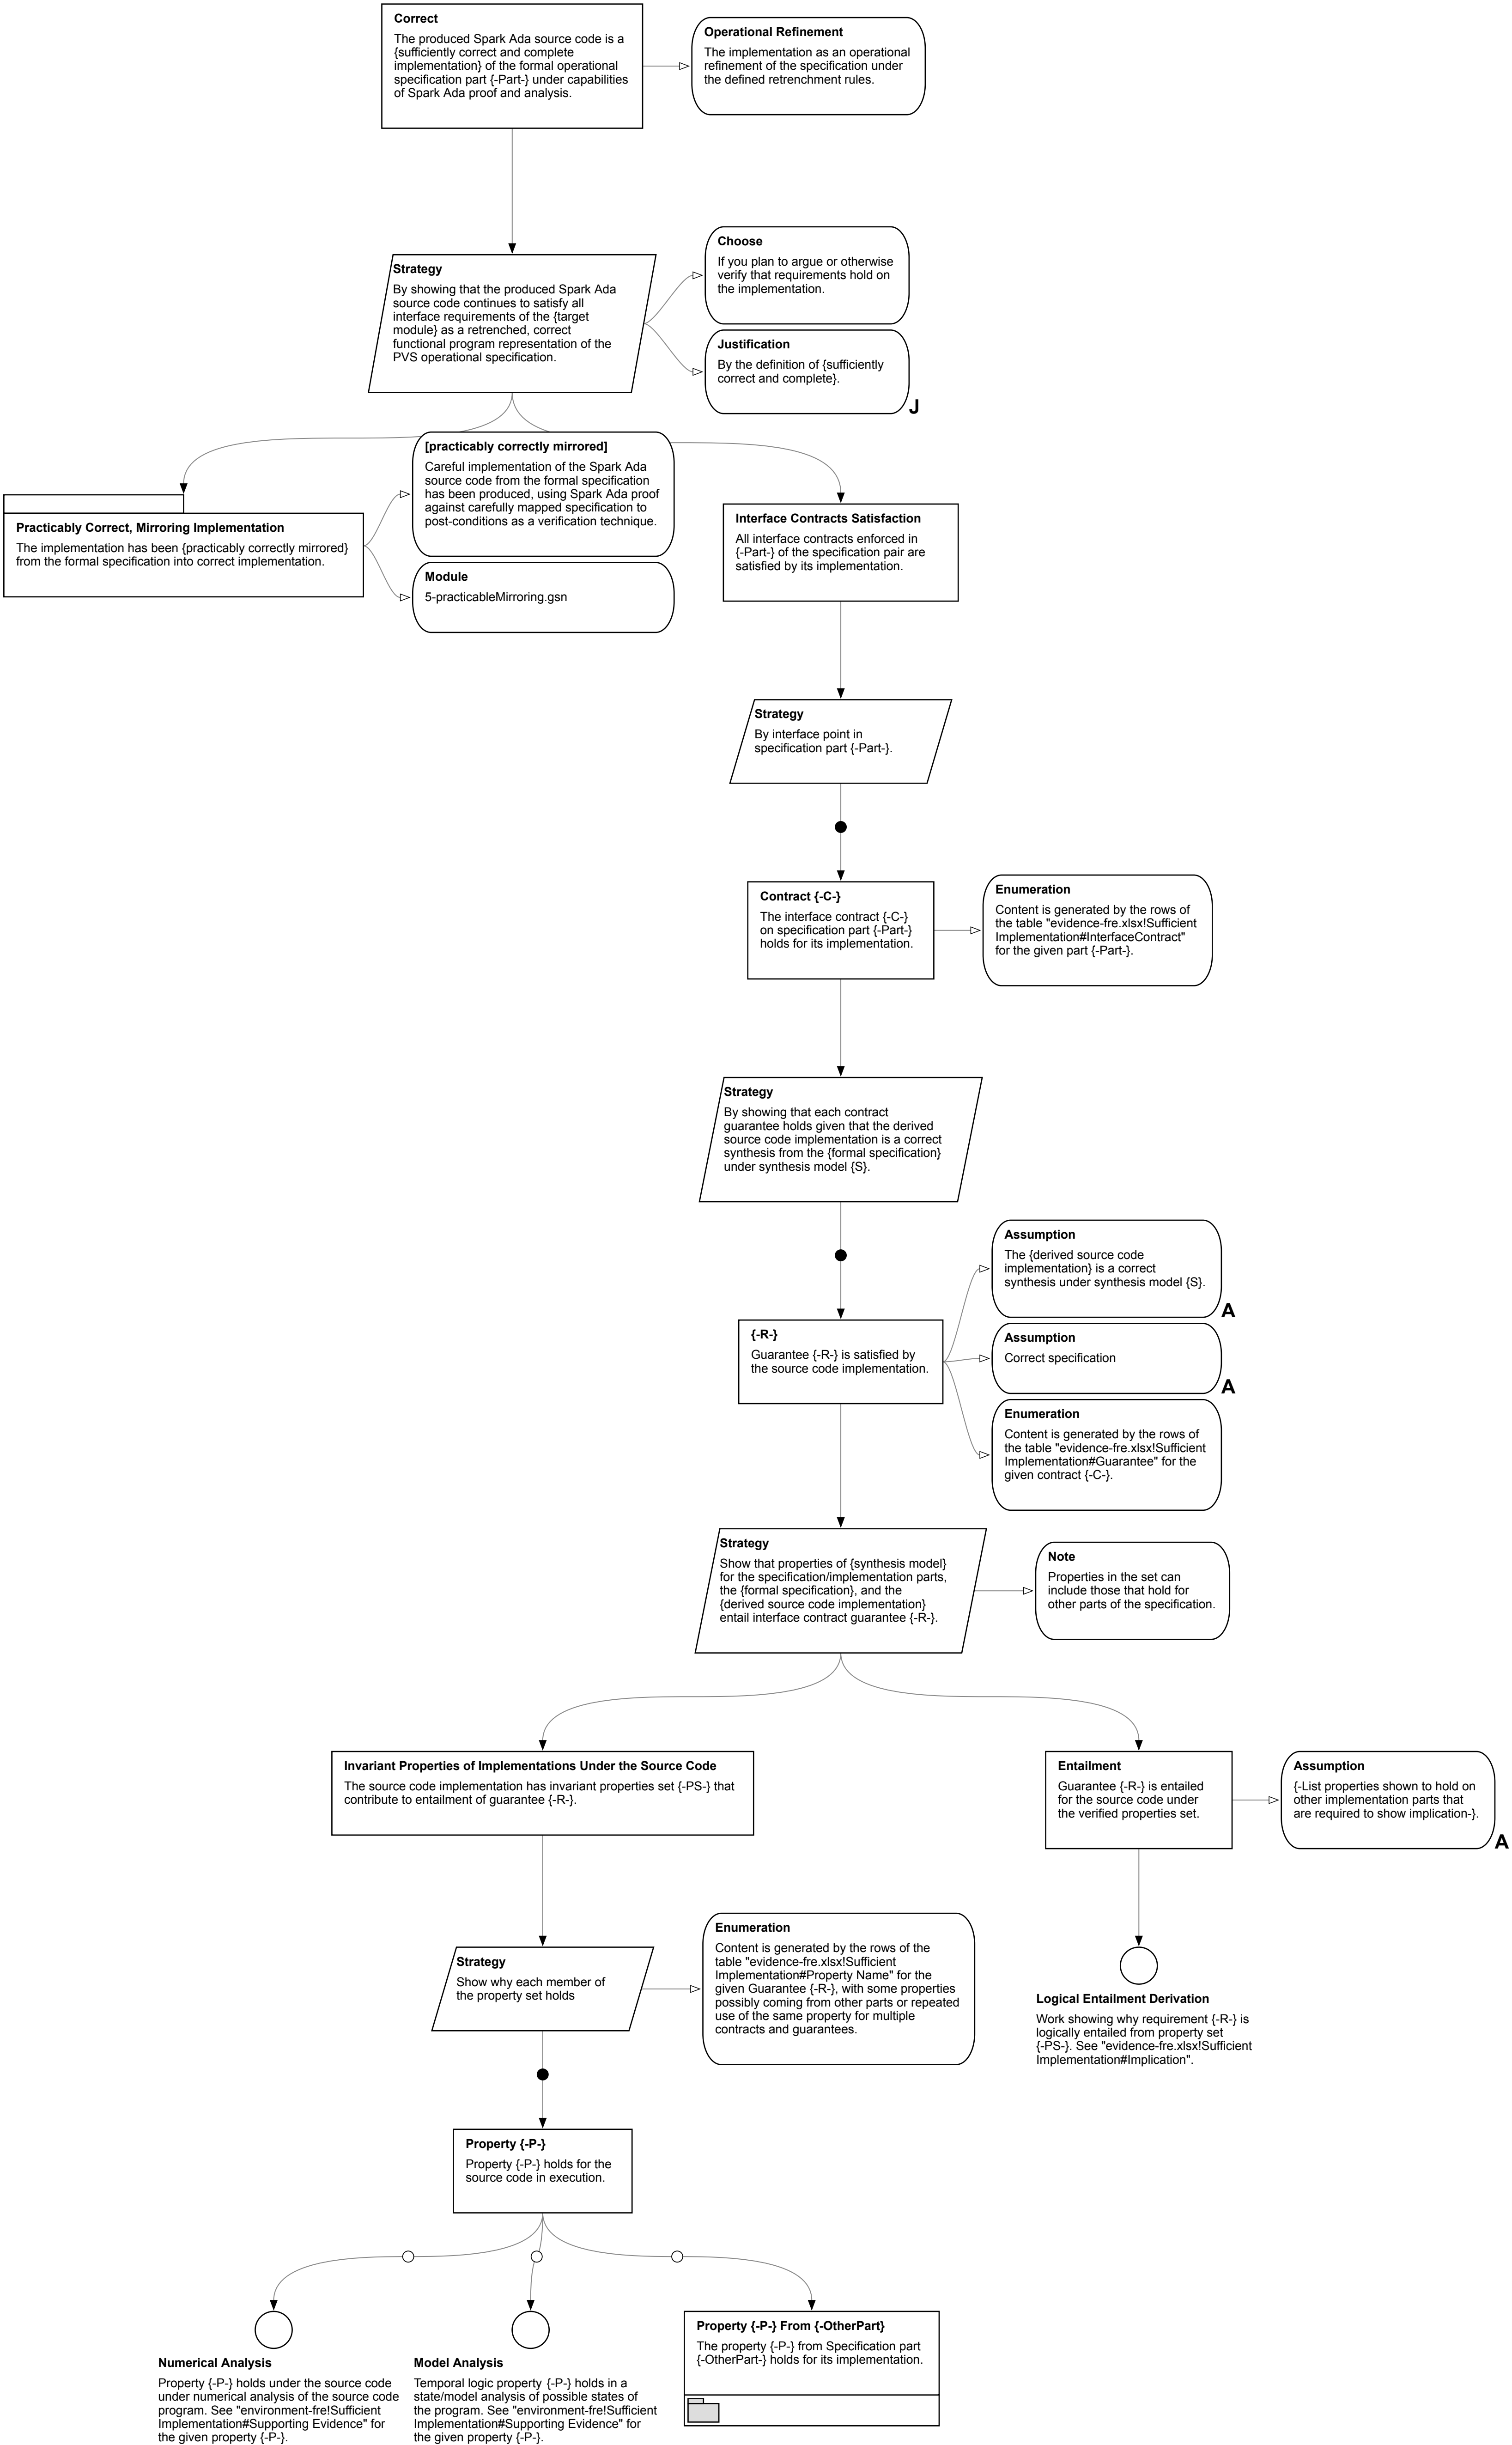 Correct
The produced Spark Ada source code is a
{sufficiently correct and complete
implementation} of the formal operational
specification part {-Part-} under capabilities
of Spark Ada proof and analysis.
Operational Refinement
The implementation as an operational
refinement of the specification under
the defined retrenchment rules.
Strategy
By showing that the produced Spark Ada
source code continues to satisfy all
interface requirements of the {target
module} as a retrenched, correct
functional program representation of the
PVS operational specification.
Choose
If you plan to argue or otherwise
verify that requirements hold on
the implementation.
Justification
By the definition of {sufficiently
correct and complete}.
J
Practicably Correct, Mirroring Implementation
The implementation has been {practicably correctly mirrored}
from the formal specification into correct implementation.
[practicably correctly mirrored]
Careful implementation of the Spark Ada
source code from the formal specification
has been produced, using Spark Ada proof
against carefully mapped specification to
post-conditions as a verification technique.
Module
5-practicableMirroring.gsn
Interface Contracts Satisfaction
All interface contracts enforced in
{-Part-} of the specification pair are
satisfied by its implementation.
Strategy
By interface point in
specification part {-Part-}.
Contract {-C-}
The interface contract {-C-}
on specification part {-Part-}
holds for its implementation.
Enumeration
Content is generated by the rows of
the table "evidence-fre.xlsx!Sufficient
Implementation#InterfaceContract"
for the given part {-Part-}.
Strategy
By showing that each contract
guarantee holds given that the derived
source code implementation is a correct
synthesis from the {formal specification}
under synthesis model {S}.
{-R-}
Guarantee {-R-} is satisfied by
the source code implementation.
Assumption
The {derived source code
implementation} is a correct
synthesis under synthesis model {S}.
A
Assumption
Correct specification
A
Enumeration
Content is generated by the rows of
the table "evidence-fre.xlsx!Sufficient
Implementation#Guarantee" for the
given contract {-C-}.
Strategy
Show that properties of {synthesis model}
for the specification/implementation parts,
the {formal specification}, and the
{derived source code implementation}
entail interface contract guarantee {-R-}.
Note
Properties in the set can
include those that hold for
other parts of the specification.
Invariant Properties of Implementations Under the Source Code
The source code implementation has invariant properties set {-PS-} that
contribute to entailment of guarantee {-R-}.
Entailment
Guarantee {-R-} is entailed
for the source code under
the verified properties set.
Assumption
{-List properties shown to hold on
other implementation parts that
are required to show implication-}.
A
Strategy
Show why each member of
the property set holds
Enumeration
Content is generated by the rows of the
table "evidence-fre.xlsx!Sufficient
Implementation#Property Name" for the
given Guarantee {-R-}, with some properties
possibly coming from other parts or repeated
use of the same property for multiple
contracts and guarantees.
Logical Entailment Derivation
Work showing why requirement {-R-} is
logically entailed from property set
{-PS-}. See "evidence-fre.xlsx!Sufficient
Implementation#Implication".
Property {-P-}
Property {-P-} holds for the
source code in execution.
Numerical Analysis
Property {-P-} holds under the source code
under numerical analysis of the source code
program. See "environment-fre!Sufficient
Implementation#Supporting Evidence" for
the given property {-P-}.
Model Analysis
Temporal logic property {-P-} holds in a
state/model analysis of possible states of
the program. See "environment-fre!Sufficient
Implementation#Supporting Evidence" for
the given property {-P-}.
Property {-P-} From {-OtherPart}
The property {-P-} from Specification part
{-OtherPart-} holds for its implementation.